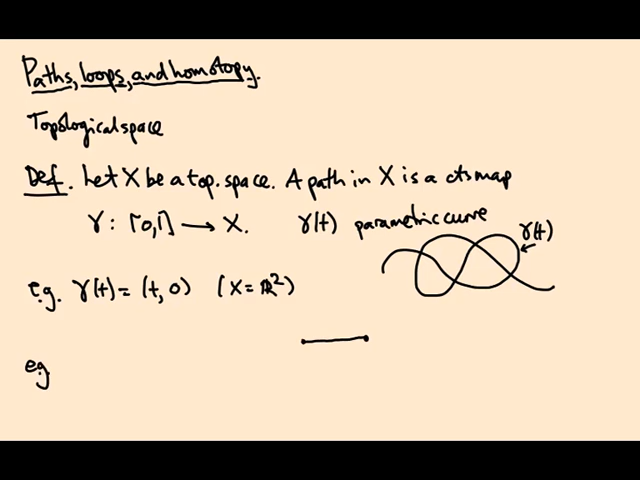 Paths, loops, and homotopy.
Topological space
Def. Let X be a top. space. A path in X is a cts map
γ : [0,1] → X. γ(t) parametric curve
γ(t)
e.g. γ(t) = (t, 0) (X = ℝ²)
eg